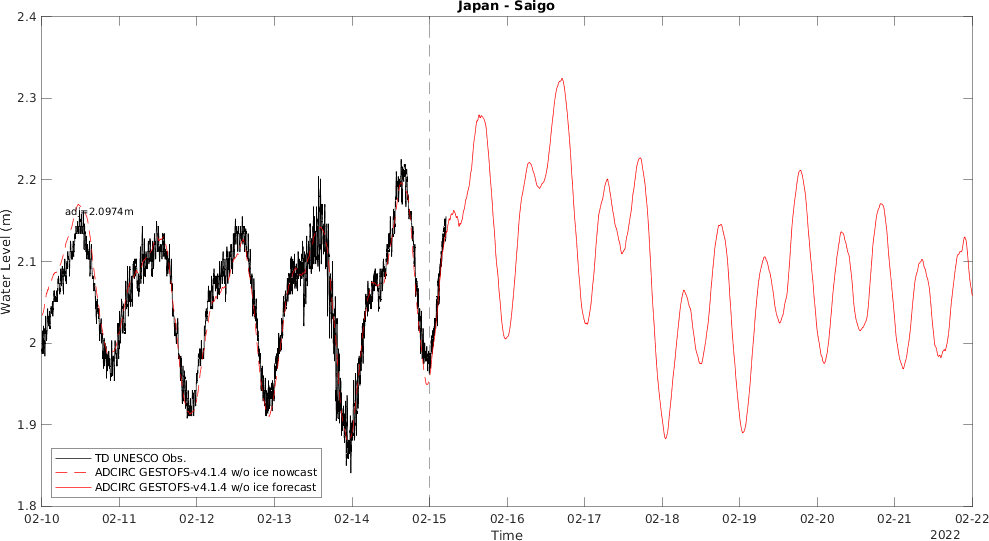 Japan - Saigo
2.4
2.3
2.2
2.1
2
1.9
1.8
Water Level (m)
adj=2.0974m
TD UNESCO Obs.
ADCIRC GESTOFS-v4.1.4 w/o ice nowcast
ADCIRC GESTOFS-v4.1.4 w/o ice forecast
02-10 02-11 02-12 02-13 02-14 02-15 02-16 02-17 02-18 02-19 02-20 02-21 02-22
Time
2022